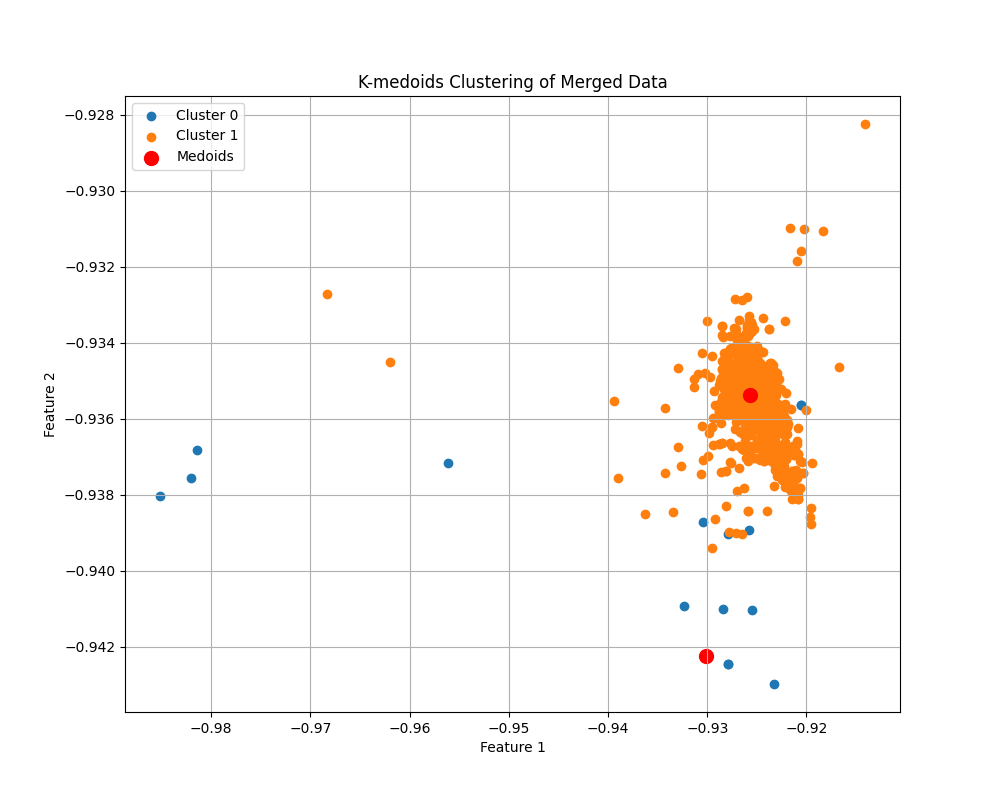 K-medoids Clustering of Merged Data
Cluster 0
Cluster 1
Medoids
−0.928
−0.930
−0.932
−0.934
−0.936
−0.938
−0.940
−0.942
Feature 2
−0.98
−0.97
−0.96
−0.95
−0.94
−0.93
−0.92
Feature 1